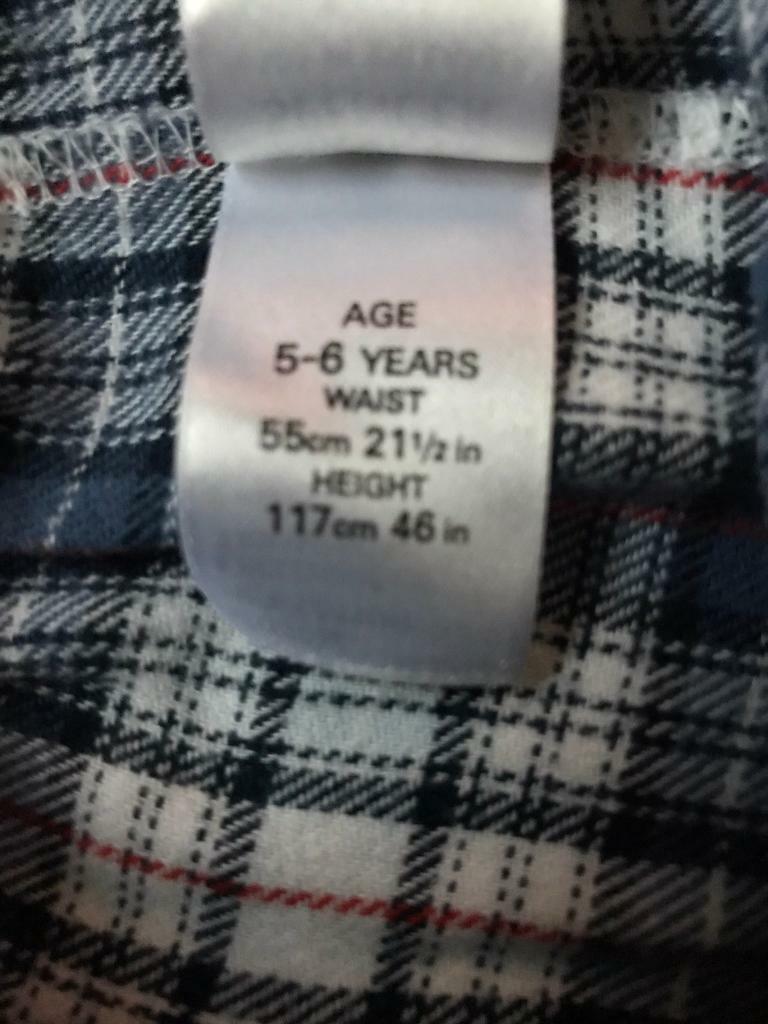 AGE
5-6 YEARS
WAIST
55cm 21½ in
HEIGHT
117cm 46 in